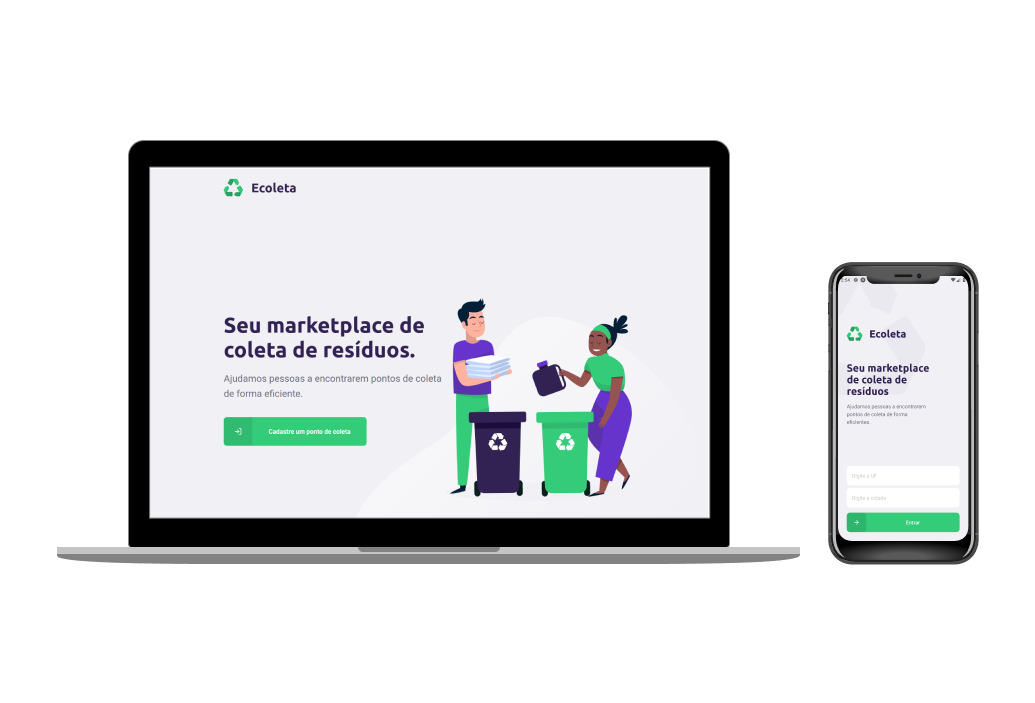 Ecoleta
Seu marketplace de
coleta de resíduos.
Ajudamos pessoas a encontrarem pontos de coleta
de forma eficiente.
Cadastre um ponto de coleta
Ecoleta
Seu marketplace
de coleta de
resíduos
Ajudamos pessoas a encontrarem
pontos de coleta de forma
eficientes.
Digite a UF
Digite a cidade
Entrar